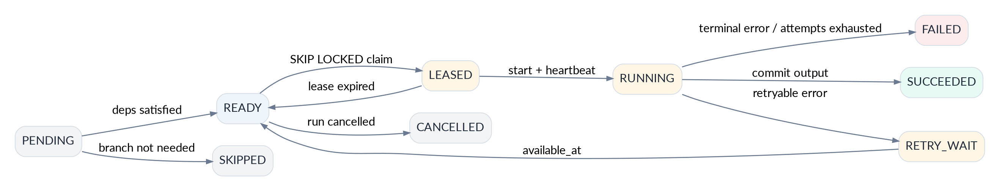 terminal error / attempts exhausted
FAILED
SKIP LOCKED claim
LEASED
start + heartbeat
RUNNING
commit output
SUCCEEDED
lease expired
retryable error
deps satisfied
READY
run cancelled
CANCELLED
PENDING
branch not needed
SKIPPED
available_at
RETRY_WAIT